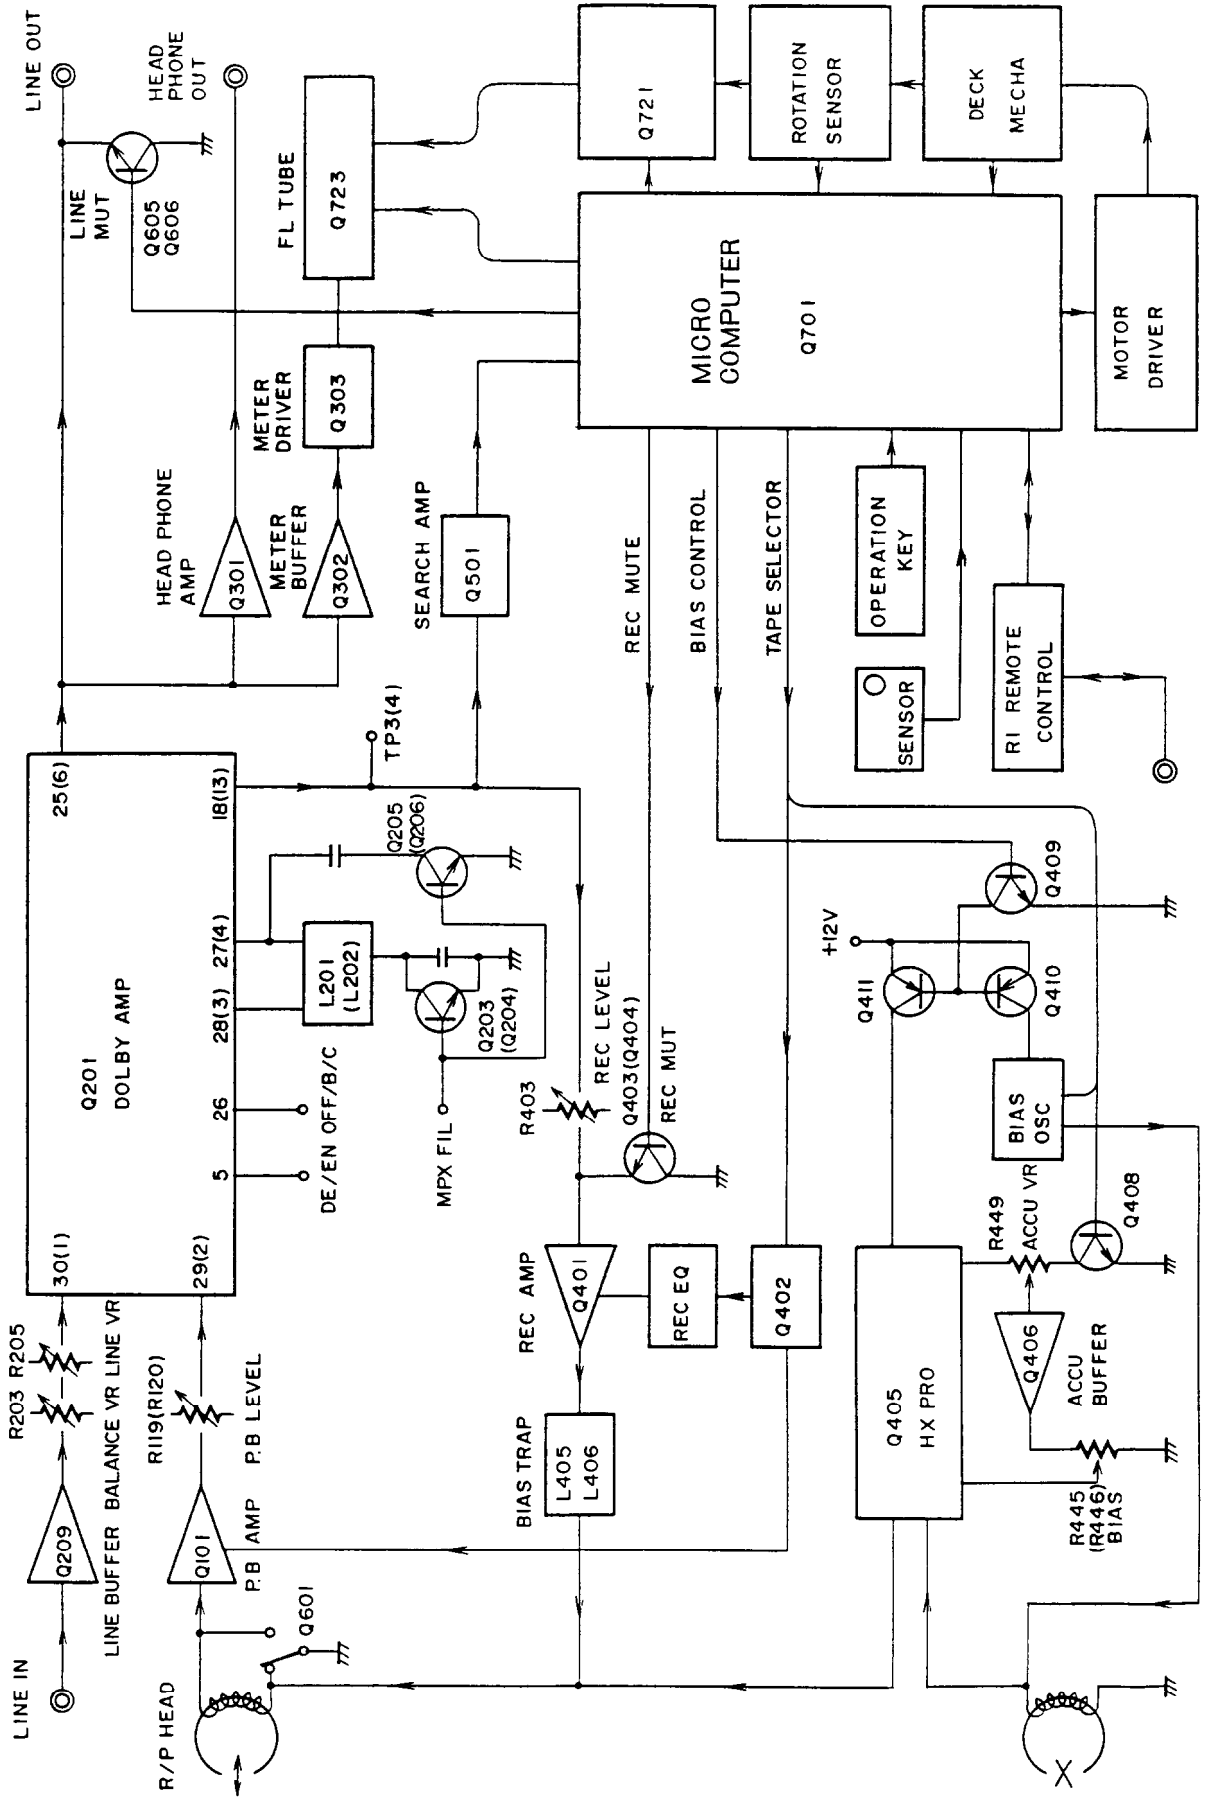 LINE IN
LINE BUFFER
Q209
R203
BALANCE VR
R205
LINE VR
30(1)
Q201
DOLBY AMP
25(6)
LINE OUT
LINE
MUT
Q605
Q606
HEAD
PHONE
OUT
R/P HEAD
Q101
P.B AMP
R119(R120)
P.B LEVEL
29(2)
5
26
28(3)
27(4)
18(13)
HEAD PHONE
AMP
Q301
METER
BUFFER
Q302
METER
DRIVER
Q303
FL TUBE
Q723
Q601
DE/EN OFF/B/C
L201
(L202)
Q205
(Q206)
TP3(4)
MPX FIL
Q203
(Q204)
SEARCH AMP
Q501
BIAS TRAP
L405
L406
REC AMP
Q401
R403
REC LEVEL
Q403(Q404)
REC MUT
REC EQ
Q402
REC MUTE
BIAS CONTROL
TAPE SELECTOR
MICRO
COMPUTER
Q701
Q721
ROTATION
SENSOR
DECK
MECHA
MOTOR
DRIVER
OPERATION
KEY
SENSOR
RI REMOTE
CONTROL
Q405
HX PRO
Q411
+12V
Q410
Q409
BIAS
OSC
R449
ACCU VR
Q408
Q406
ACCU
BUFFER
R445
(R446)
BIAS
X